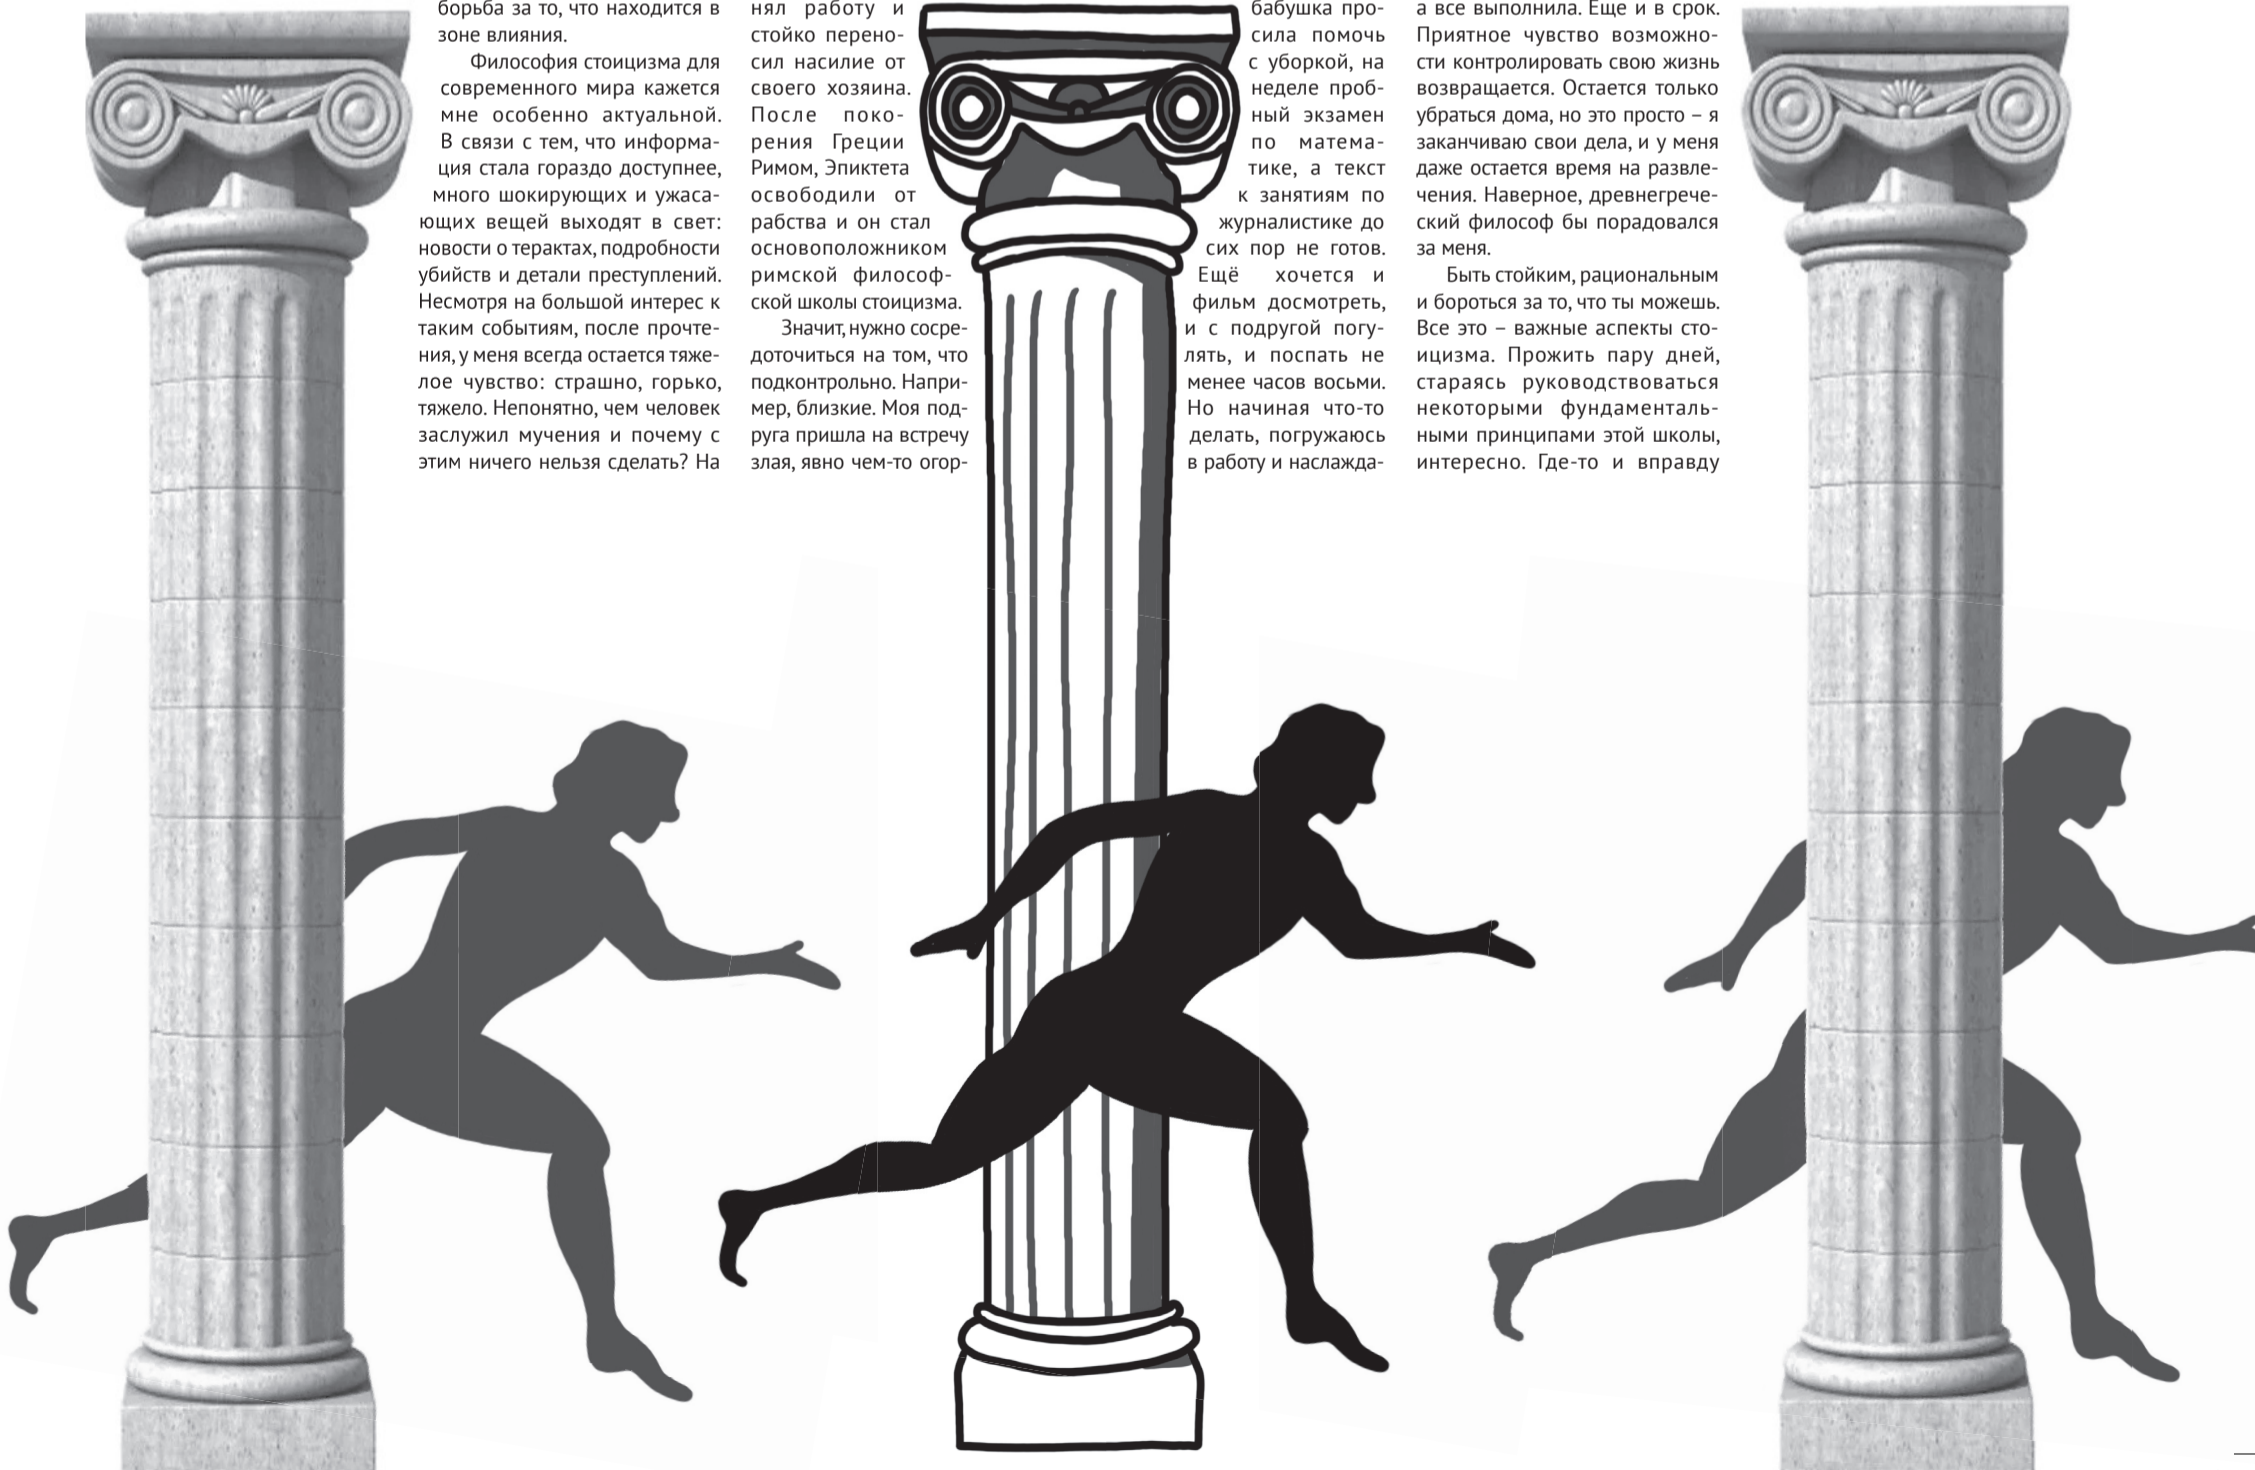 борьба за то, что находится в
зоне влияния.
Философия стоицизма для
современного мира кажется
мне особенно актуальной.
В связи с тем, что информа-
ция стала гораздо доступнее,
много шокирующих и ужаса-
ющих вещей выходят в свет:
новости о терактах, подробности
убийств и детали преступлений.
Несмотря на большой интерес к
таким событиям, после прочте-
ния, у меня всегда остается тяже-
лое чувство: страшно, горько,
тяжело. Непонятно, чем человек
заслужил мучения и почему с
этим ничего нельзя сделать? На
нял работу и
стойко перено-
сил насилие от
своего хозяина.
После поко-
рения Греции
Римом, Эпиктета
освободили от
рабства и он стал
основоположником
римской философ-
ской школы стоицизма.
Значит, нужно сосре-
доточиться на том, что
подконтрольно. Напри-
мер, близкие. Моя под-
руга пришла на встречу
злая, явно чем-то огор-
бабушка про-
сила помочь
с уборкой, на
неделе проб-
ный экзамен
по матема-
тике, а текст
к занятиям по
журналистике до
сих пор не готов.
Ещё хочется и
фильм досмотреть,
и с подругой погу-
лять, и поспать не
менее часов восьми.
Но начиная что-то
делать, погружаюсь
в работу и наслажда-
а все выполнила. Еще и в срок.
Приятное чувство возможно-
сти контролировать свою жизнь
возвращается. Остается только
убраться дома, но это просто – я
заканчиваю свои дела, и у меня
даже остается время на развле-
чения. Наверное, древнегрече-
ский философ бы порадовался
за меня.
Быть стойким, рациональным
и бороться за то, что ты можешь.
Все это – важные аспекты сто-
ицизма. Прожить пару дней,
стараясь руководствоваться
некоторыми фундаменталь-
ными принципами этой школы,
интересно. Где-то и вправду